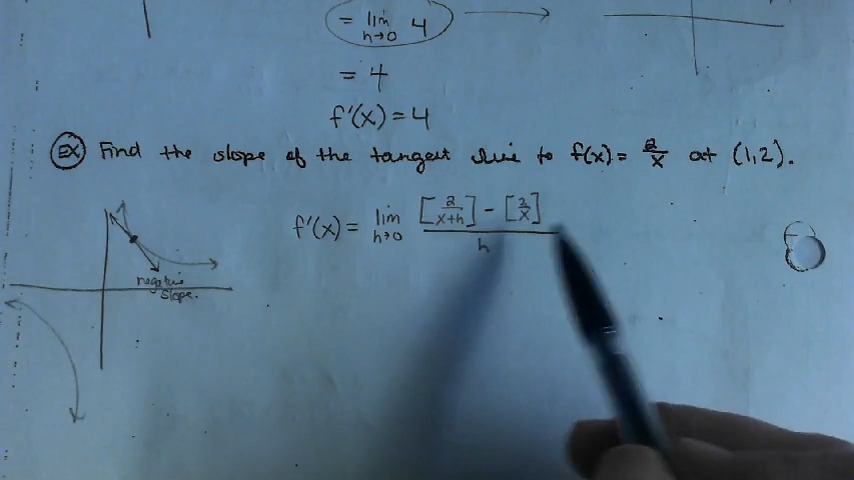 = lim 4
h→0
= 4
f'(x) = 4
Ex Find the slope of the tangent line to f(x) = 2/x at (1,2).
f'(x) = lim h→0 [2/x+h] - [2/x] / h
negative
slope.